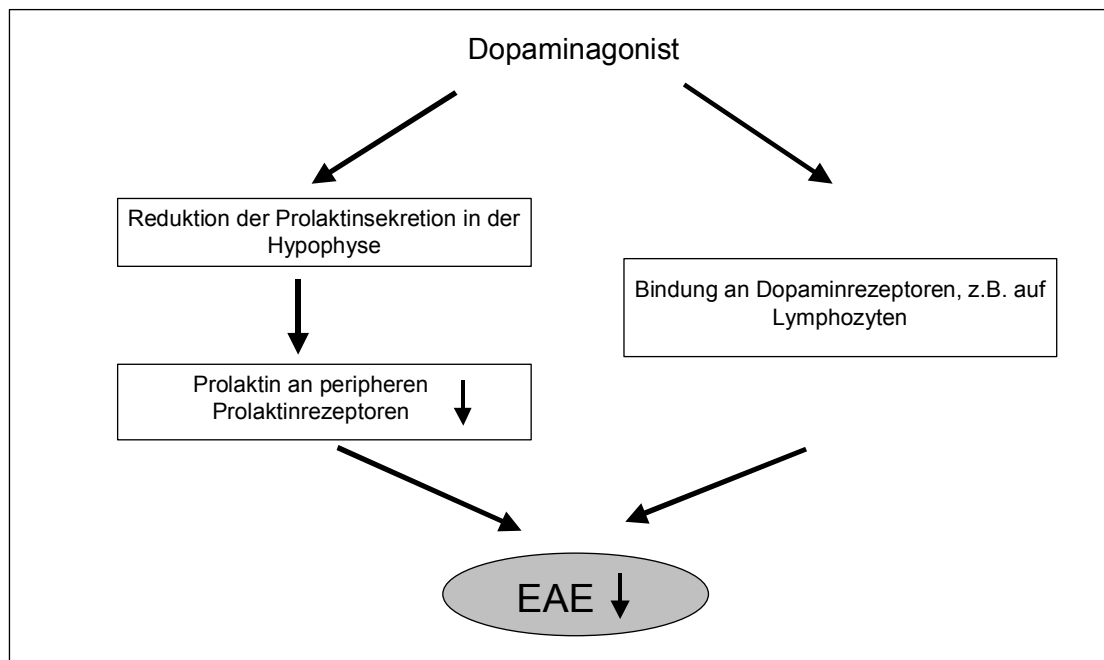 Dopaminagonist
Reduktion der Prolaktinsekretion in der
Hypophyse
Bindung an Dopaminrezeptoren, z.B. auf
Lymphozyten
Prolaktin an peripheren
Prolaktinrezeptoren
EAE